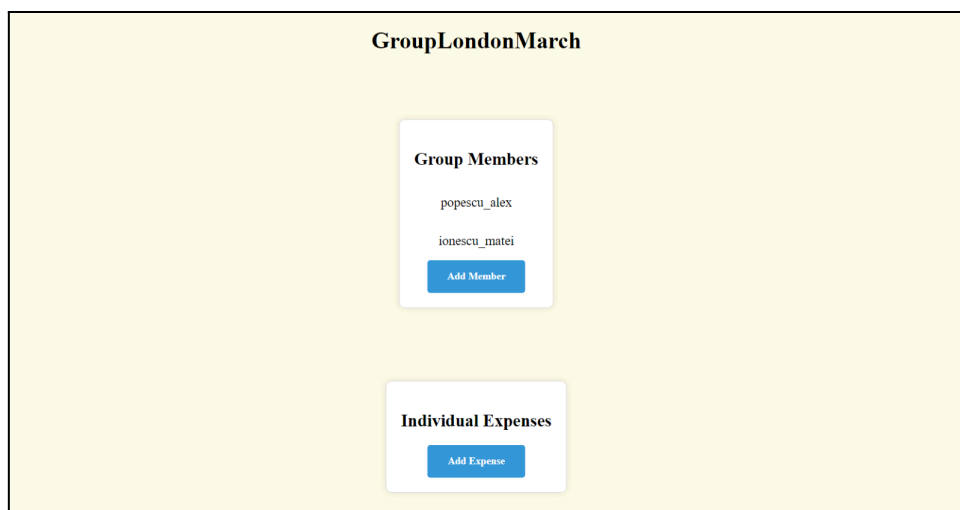 GroupLondonMarch
Group Members
popescu_alex
ionescu_matei
Add Member
Individual Expenses
Add Expense